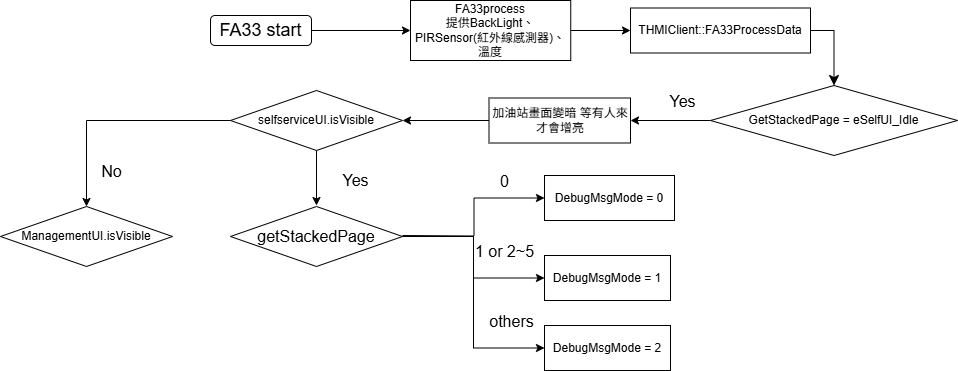 FA33 start
FA33process
提供BackLight、
PIRSensor(紅外線感測器)、
溫度
THMIClient::FA33ProcessData
GetStackedPage = eSelfUI_Idle
Yes
加油站畫面變暗 等有人來
才會增亮
selfserviceUI.isVisible
No
Yes
ManagementUI.isVisible
getStackedPage
0
DebugMsgMode = 0
1 or 2~5
DebugMsgMode = 1
others
DebugMsgMode = 2